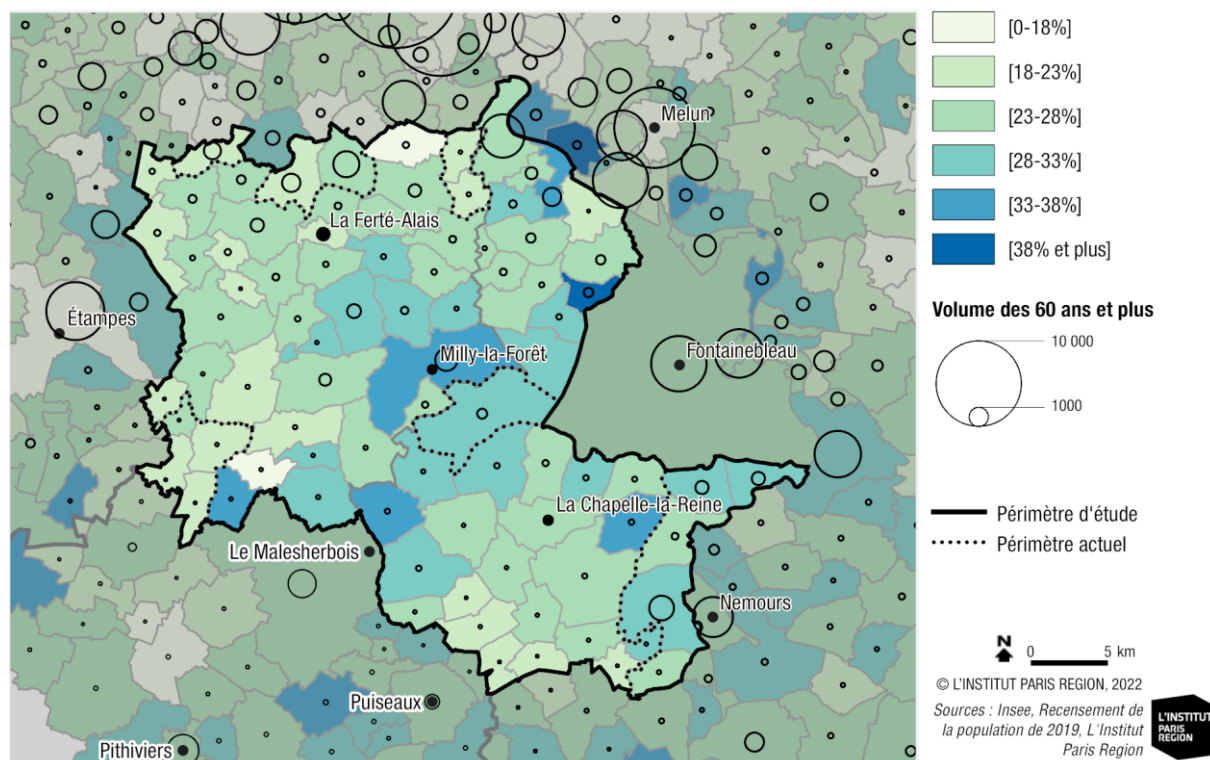 Melun
La Ferté-Alais
Étampes
Milly-la-Forêt
Fontainebleau
La Chapelle-la-Reine
Le Malesherbois
Nemours
Puiseaux
Pithiviers
[0-18%]
[18-23%]
[23-28%]
[28-33%]
[33-38%]
[38% et plus]
Volume des 60 ans et plus
10 000
1000
Périmètre d'étude
Périmètre actuel
N
0 5 km
© L'INSTITUT PARIS REGION, 2022
Sources : Insee, Recensement de
la population de 2019, L'Institut
Paris Region
L'INSTITUT
PARIS
REGION